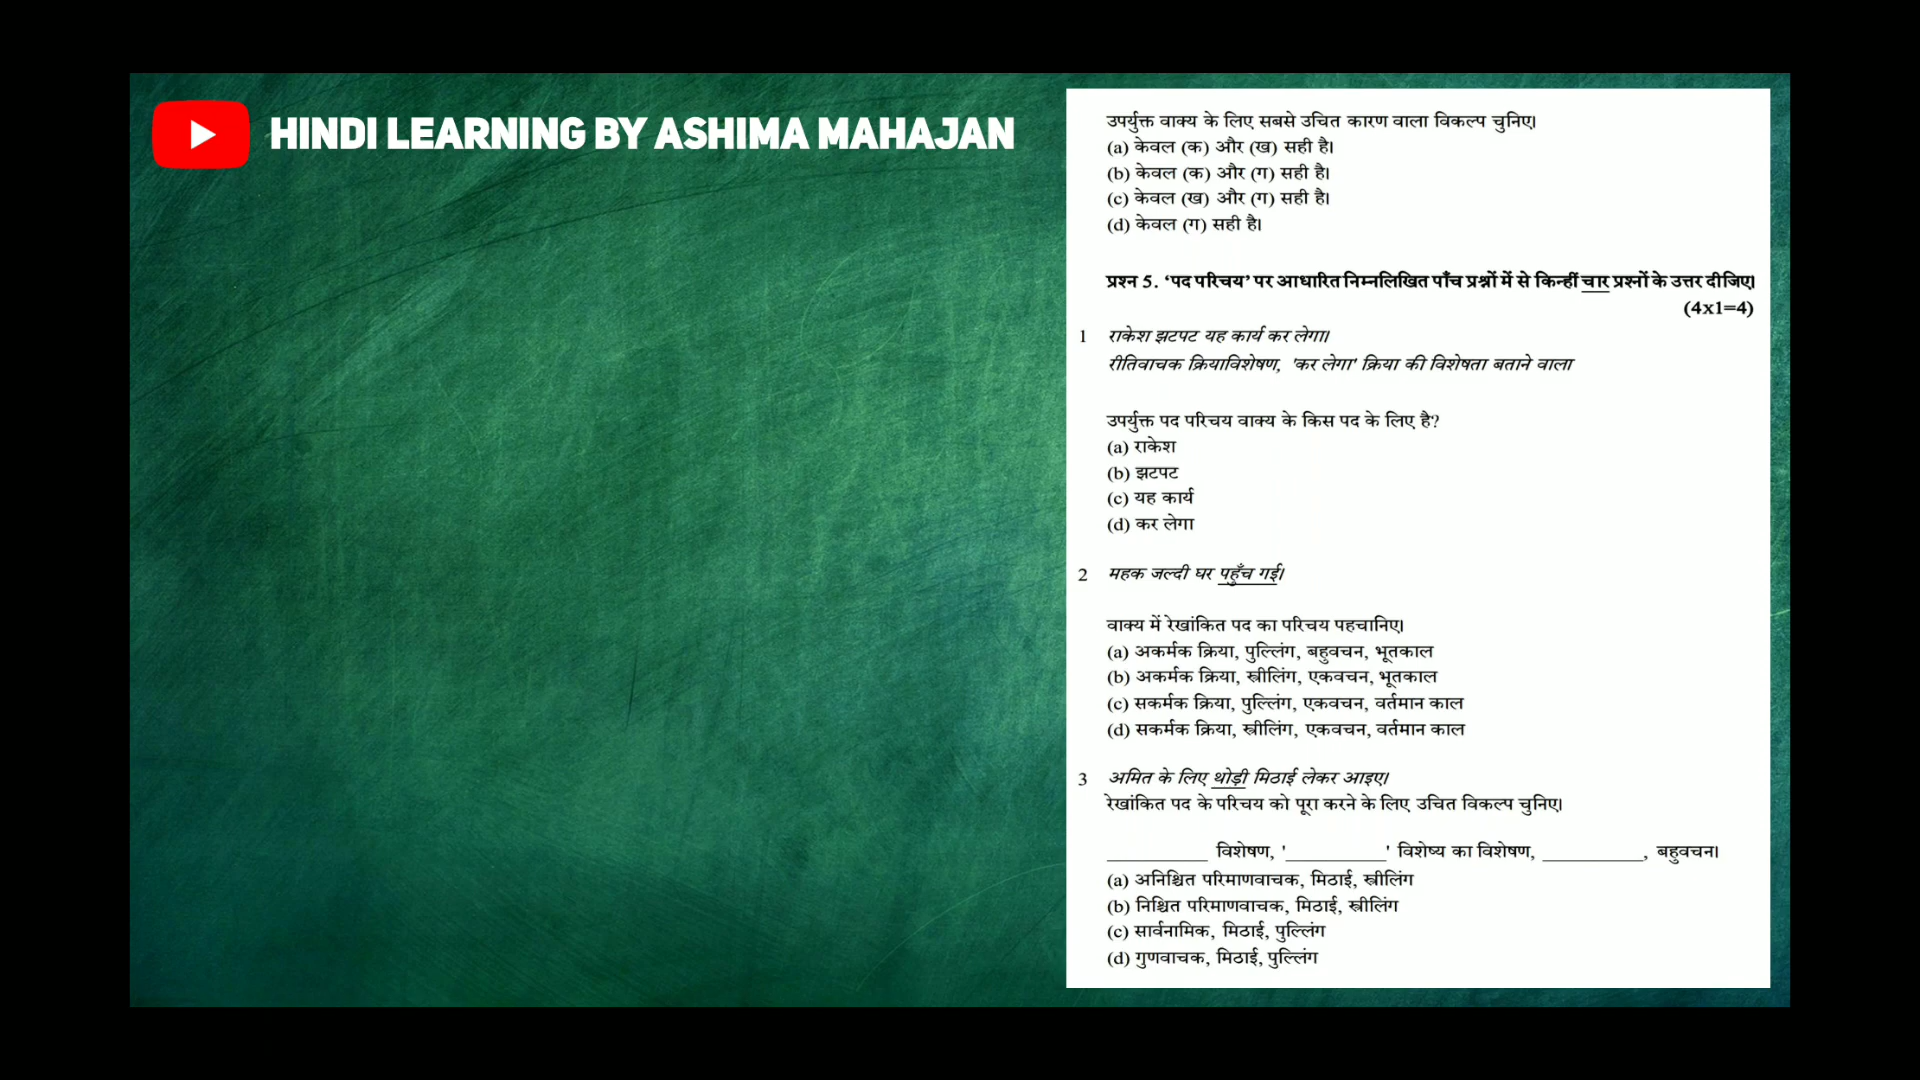 HINDI LEARNING BY ASHIMA MAHAJAN
उपर्युक्त वाक्य के लिए सबसे उचित कारण वाला विकल्प चुनिए।
(a) केवल (क) और (ख) सही है।
(b) केवल (क) और (ग) सही है।
(c) केवल (ख) और (ग) सही है।
(d) केवल (ग) सही है।
प्रश्न 5. ‘पद परिचय’ पर आधारित निम्नलिखित पाँच प्रश्नों में से किन्हीं चार प्रश्नों के उत्तर दीजिए।
(4x1=4)
1 राकेश झटपट यह कार्य कर लेगा।
रीतिवाचक क्रियाविशेषण, 'कर लेगा' क्रिया की विशेषता बताने वाला
उपर्युक्त पद परिचय वाक्य के किस पद के लिए है?
(a) राकेश
(b) झटपट
(c) यह कार्य
(d) कर लेगा
2 महक जल्दी घर पहुँच गई।
वाक्य में रेखांकित पद का परिचय पहचानिए।
(a) अकर्मक क्रिया, पुल्लिंग, बहुवचन, भूतकाल
(b) अकर्मक क्रिया, स्त्रीलिंग, एकवचन, भूतकाल
(c) सकर्मक क्रिया, पुल्लिंग, एकवचन, वर्तमान काल
(d) सकर्मक क्रिया, स्त्रीलिंग, एकवचन, वर्तमान काल
3 अमित के लिए थोड़ी मिठाई लेकर आइए।
रेखांकित पद के परिचय को पूरा करने के लिए उचित विकल्प चुनिए।
__________ विशेषण, '__________' विशेष्य का विशेषण, __________, बहुवचन।
(a) अनिश्चित परिमाणवाचक, मिठाई, स्त्रीलिंग
(b) निश्चित परिमाणवाचक, मिठाई, स्त्रीलिंग
(c) सार्वनामिक, मिठाई, पुल्लिंग
(d) गुणवाचक, मिठाई, पुल्लिंग